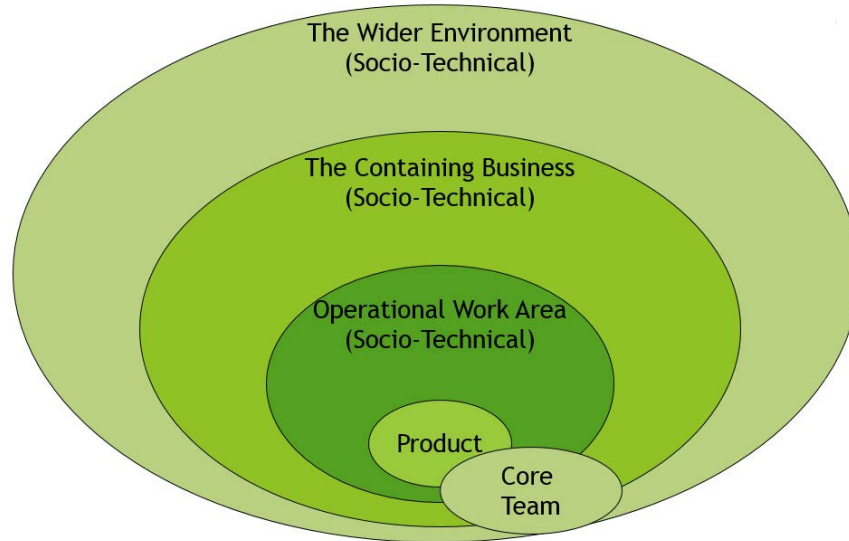 The Wider Environment
(Socio-Technical)
The Containing Business
(Socio-Technical)
Operational Work Area
(Socio-Technical)
Product
Core
Team